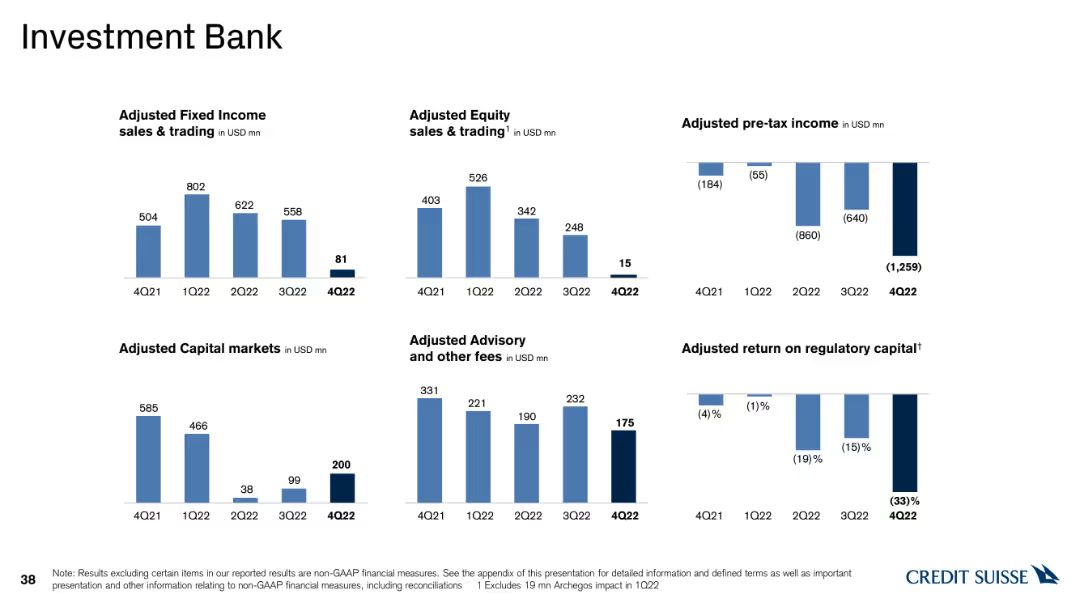 Investment Bank
Adjusted Fixed Income
sales & trading in USD mn
504
802
622
558
81
4Q21 1Q22 2Q22 3Q22 4Q22
Adjusted Equity
sales & trading¹ in USD mn
403
526
342
248
15
4Q21 1Q22 2Q22 3Q22 4Q22
Adjusted pre-tax income in USD mn
(184)
(55)
(860)
(640)
(1,259)
4Q21 1Q22 2Q22 3Q22 4Q22
Adjusted Capital markets in USD mn
585
466
38
99
200
4Q21 1Q22 2Q22 3Q22 4Q22
Adjusted Advisory
and other fees in USD mn
331
221
190
232
175
4Q21 1Q22 2Q22 3Q22 4Q22
Adjusted return on regulatory capital†
(4)%
(1)%
(19)%
(15)%
(33)%
4Q21 1Q22 2Q22 3Q22 4Q22
38
Note: Results excluding certain items in our reported results are non-GAAP financial measures. See the appendix of this presentation for detailed information and defined terms as well as important
presentation and other information relating to non-GAAP financial measures, including reconciliations 1 Excludes 19 mn Archegos impact in 1Q22
CREDIT SUISSE